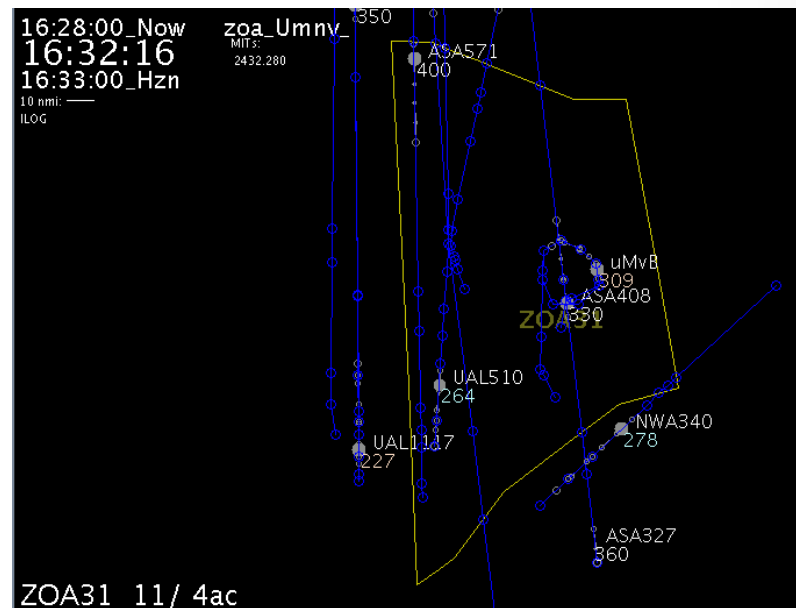 16:28:00_Now
zoa_Umnv_
16:32:16
MITs:
2432.280
16:33:00_Hzn
10 nmi:
ILOG
350
ASA571
400
uMvB
309
ASA408
330
ZOA31
UAL510
264
NWA340
278
UAL1117
227
ASA327
360
ZOA31 11/ 4ac